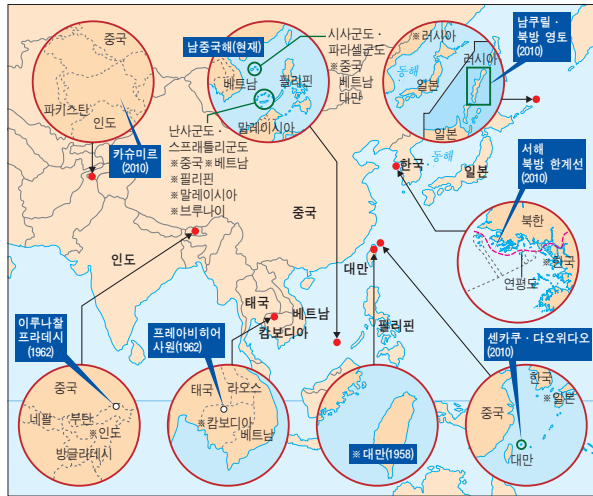 중국
파키스탄
인도
카슈미르
(2010)
남중국해(현재)
베트남
필리핀
말레이시아
시사군도·
파라셀군도
※중국
베트남
대만
난사군도·
스프래틀리군도
※중국※베트남
※필리핀
※말레이시아
※브루나이
※러시아
동해
일본
러시아
일본
남쿠릴·
북방 영토
(2010)
한국
동해
일본
서해
북방 한계선
(2010)
북한
※한국
연평도
중국
인도
대만
태국
베트남
캄보디아
필리핀
이루나찰
프라데시
(1962)
중국
네팔
부탄
※인도
방글라데시
프레아비히어
사원(1962)
태국
라오스
※캄보디아
베트남
※ 대만(1958)
센카쿠·댜오위다오
(2010)
한국
※일본
중국
대만